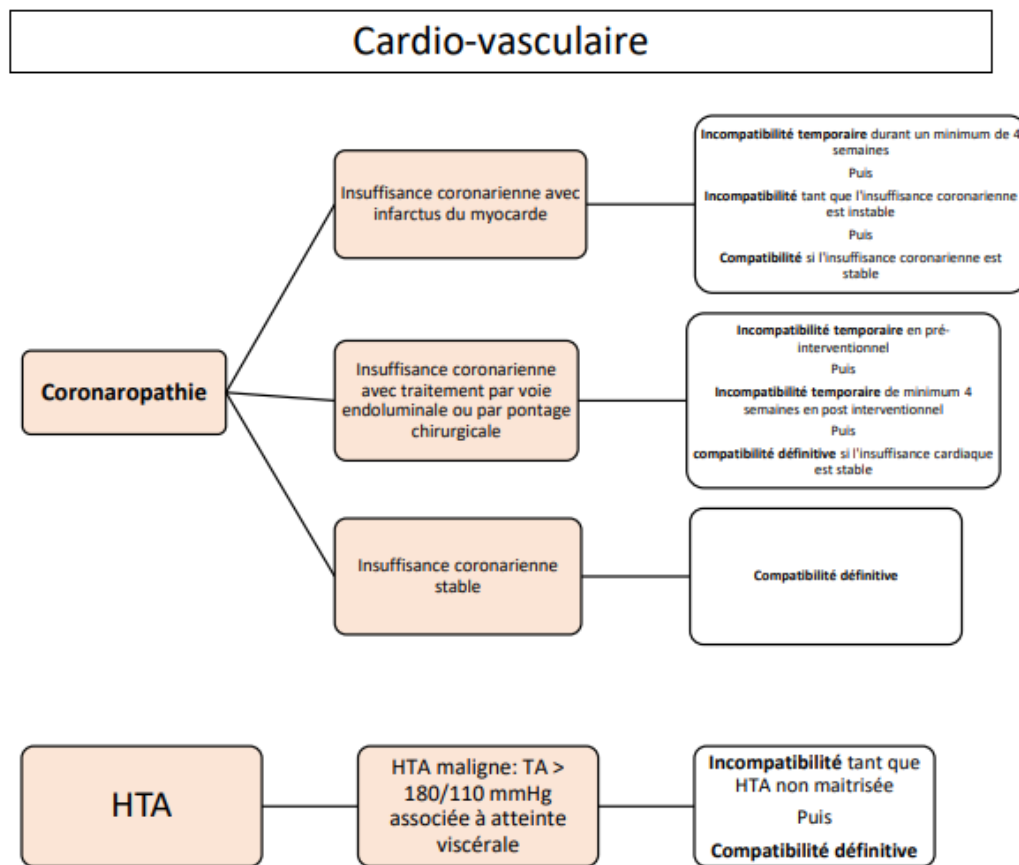 Cardio-vasculaire
Coronaropathie
Insuffisance coronarienne avec
infarctus du myocarde
Incompatibilité temporaire durant un minimum de 4
semaines
Puis
Incompatibilité tant que l'insuffisance coronarienne
est instable
Puis
Compatibilité si l'insuffisance coronarienne est
stable
Insuffisance coronarienne
avec traitement par voie
endoluminale ou par pontage
chirurgicale
Incompatibilité temporaire en pré-
interventionnel
Puis
Incompatibilité temporaire de minimum 4
semaines en post interventionnel
Puis
compatibilité définitive si l'insuffisance cardiaque
est stable
Insuffisance coronarienne
stable
Compatibilité définitive
HTA
HTA maligne: TA >
180/110 mmHg
associée à atteinte
viscérale
Incompatibilité tant que
HTA non maitrisée
Puis
Compatibilité définitive